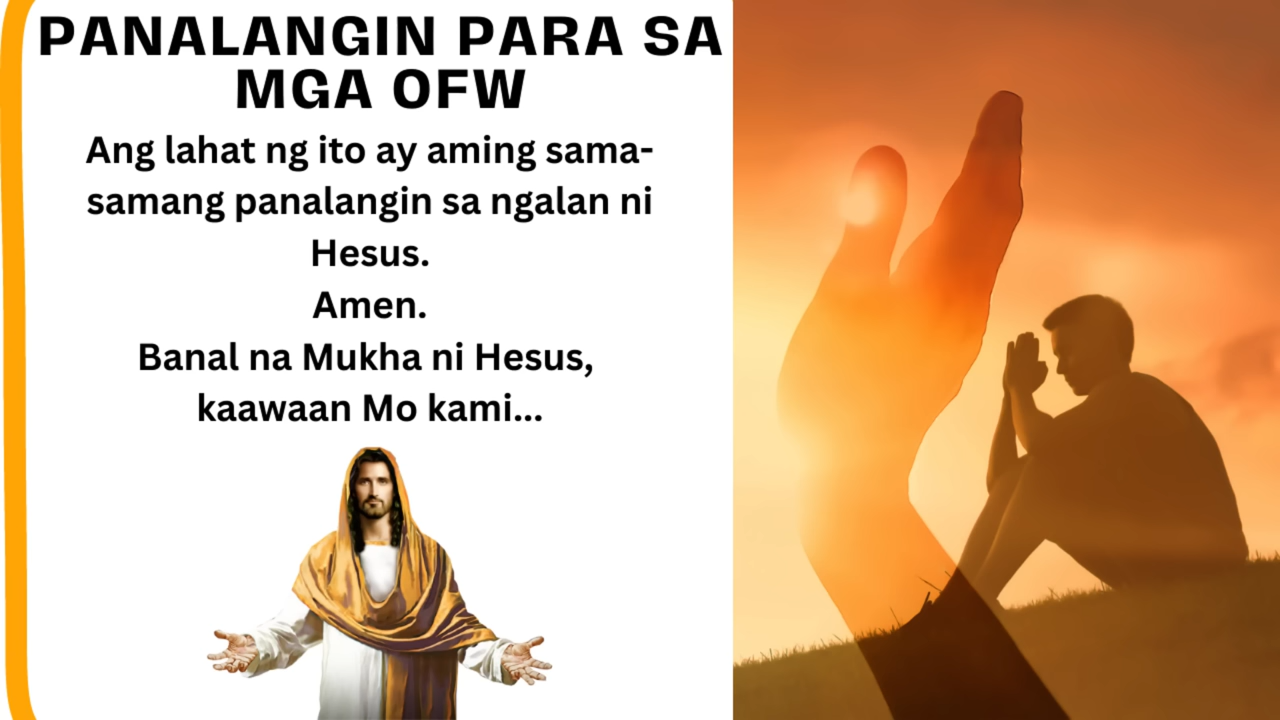 PANALANGIN PARA SA
MGA OFW
Ang lahat ng ito ay aming sama-
samang panalangin sa ngalan ni
Hesus.
Amen.
Banal na Mukha ni Hesus,
kaawaan Mo kami...